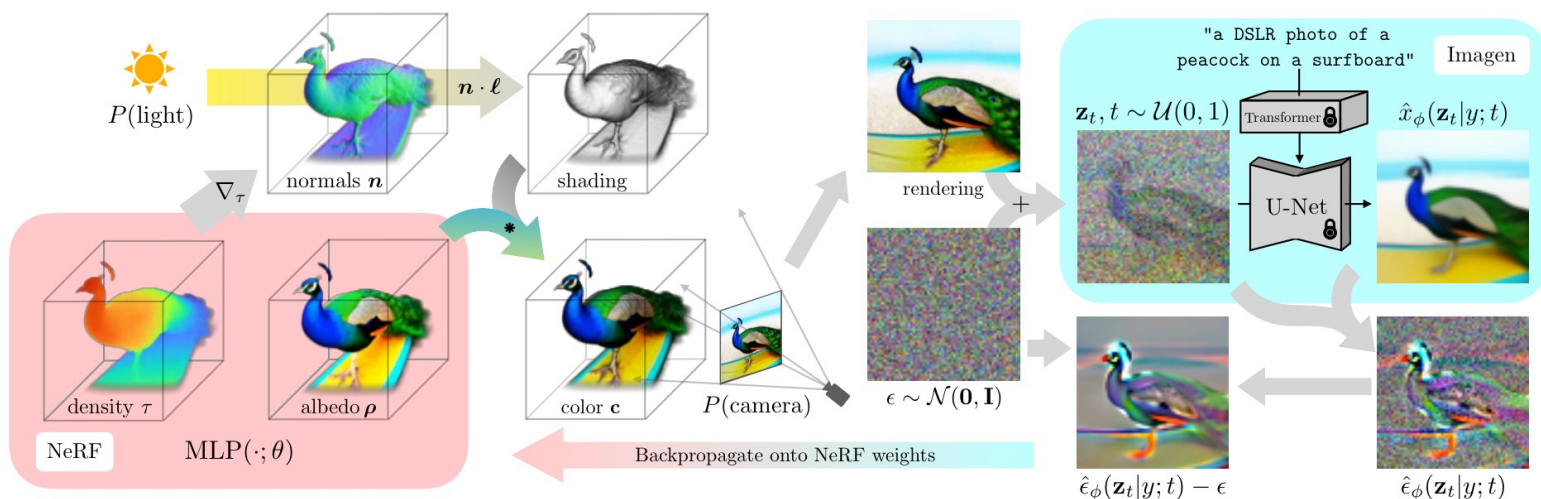 P(light)
n · ℓ
normals n
shading
∇τ
*
density τ
albedo ρ
NeRF
MLP(·; θ)
color c
P(camera)
rendering
+
ϵ ∼ 𝒩(0, I)
"a DSLR photo of a
peacock on a surfboard"
Imagen
z_t, t ∼ 𝒰(0, 1)
Transformer
x̂_ϕ(z_t|y; t)
U-Net
Backpropagate onto NeRF weights
ϵ̂_ϕ(z_t|y; t) − ϵ
ϵ̂_ϕ(z_t|y; t)